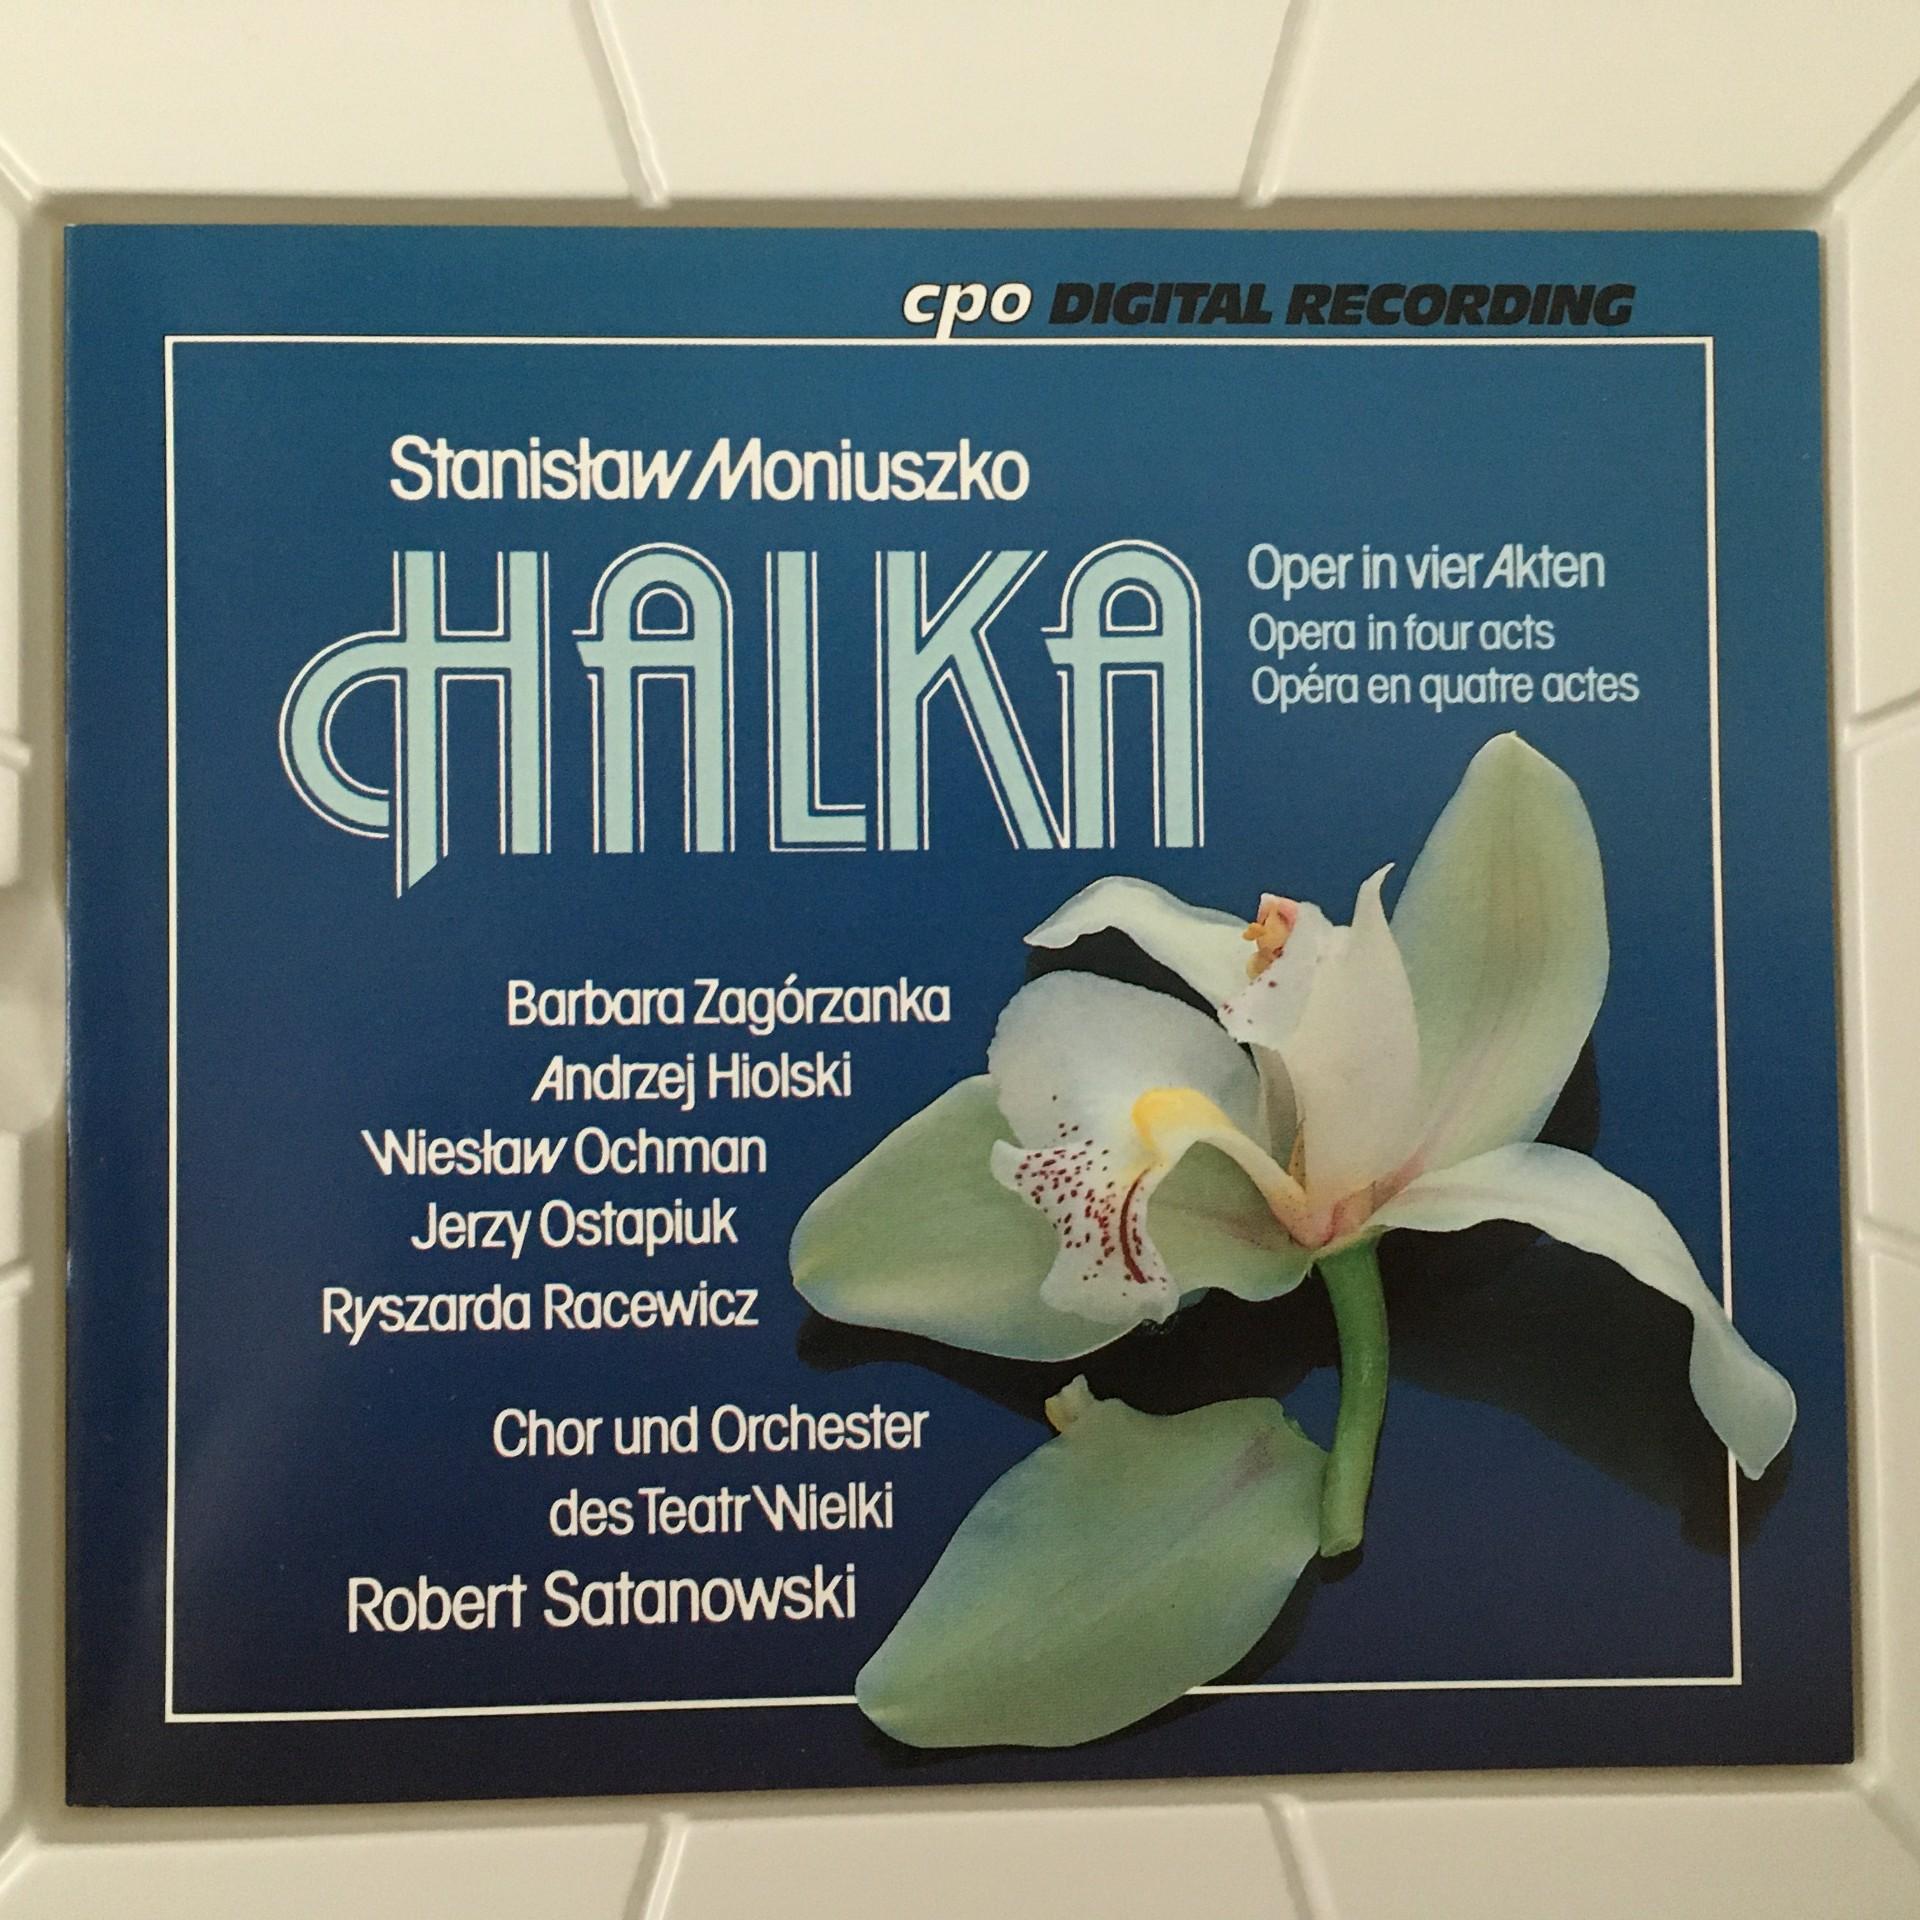 cpo DIGITAL RECORDING
Stanisław Moniuszko
HALKA
Oper in vier Akten
Opera in four acts
Opéra en quatre actes
Barbara Zagórzanka
Andrzej Hiolski
Wiesław Ochman
Jerzy Ostapiuk
Ryszarda Racewicz
Chor und Orchester
des Teatr Wielki
Robert Satanowski